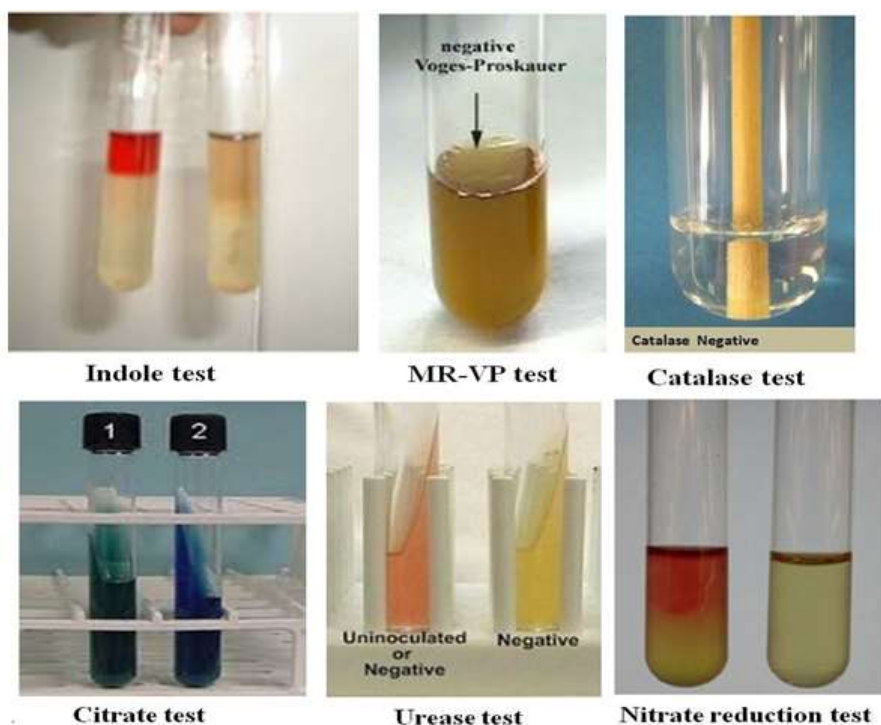 negative
Voges-Proskauer
Catalase Negative
Indole test
MR-VP test
Catalase test
1
2
Uninoculated
or
Negative
Negative
Citrate test
Urease test
Nitrate reduction test